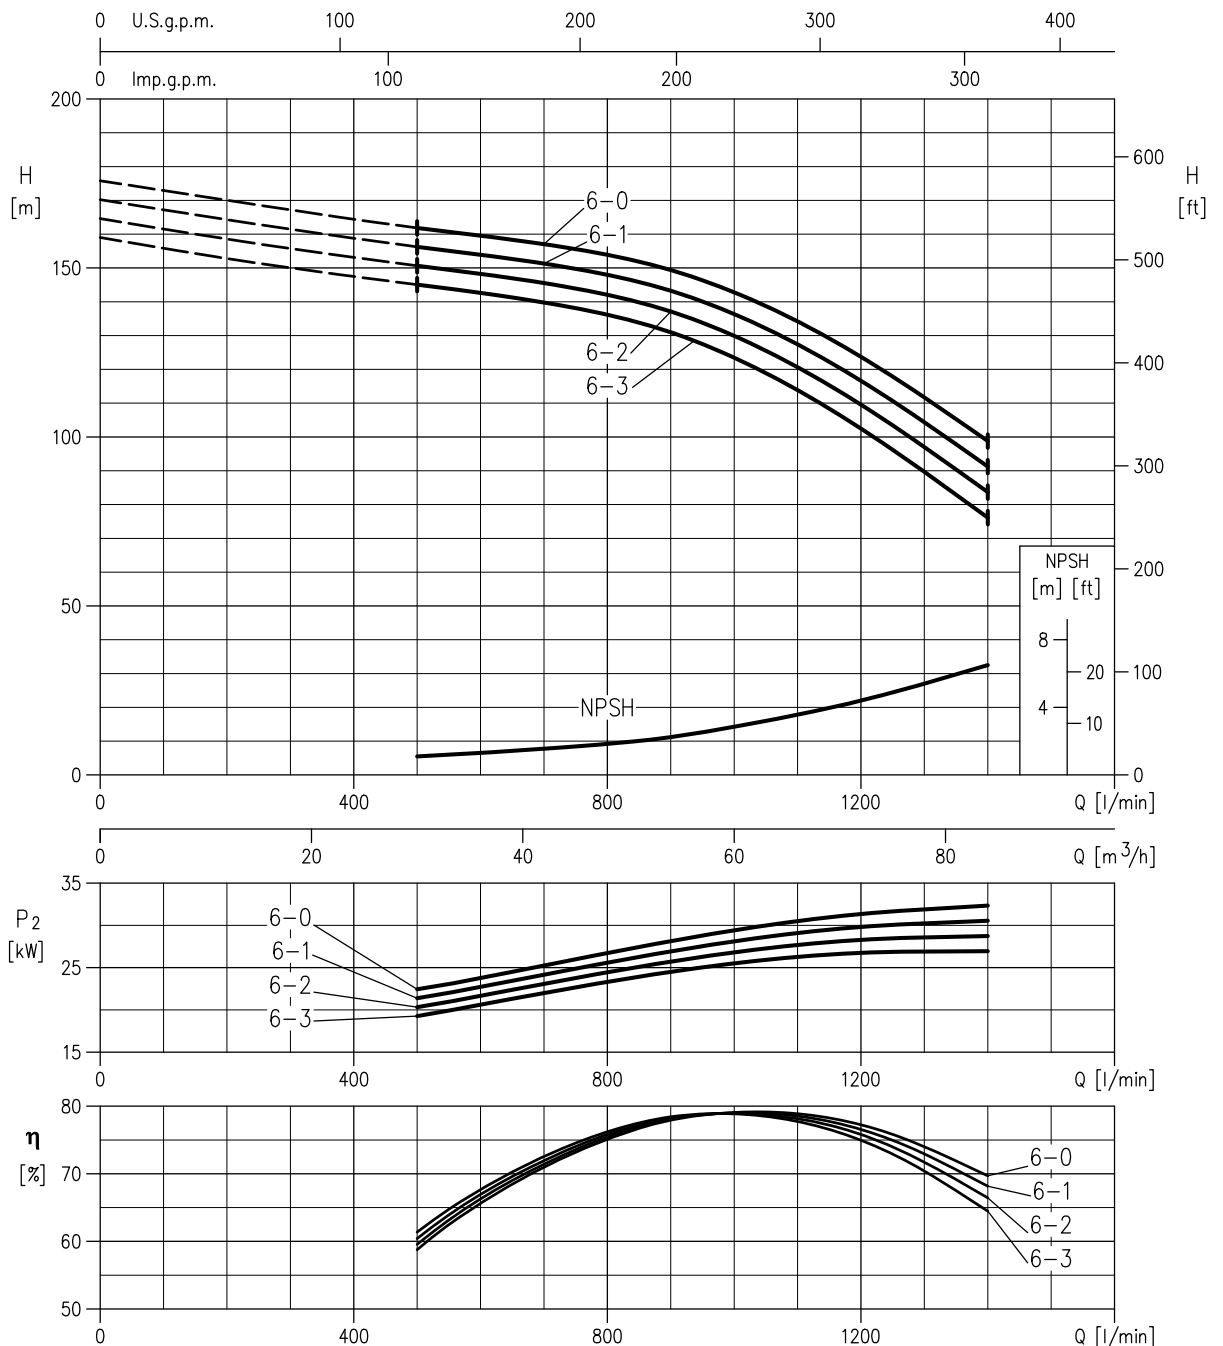 0 U.S.g.p.m. 100 200 300 400
0 Imp.g.p.m. 100 200 300
200
600
H
[m]
H
[ft]
6-0
6-1
500
150
6-2
6-3
400
100
300
NPSH
[m] [ft]
200
50
8
20
100
NPSH
4
10
0
0
0 400 800 1200 Q [l/min]
0 20 40 60 80 Q [m³/h]
35
P₂
[kW]
6-0
6-1
25
6-2
6-3
15
0 400 800 1200 Q [l/min]
80
η
[%]
70
6-0
6-1
6-2
60
6-3
50
0 400 800 1200 Q [l/min]